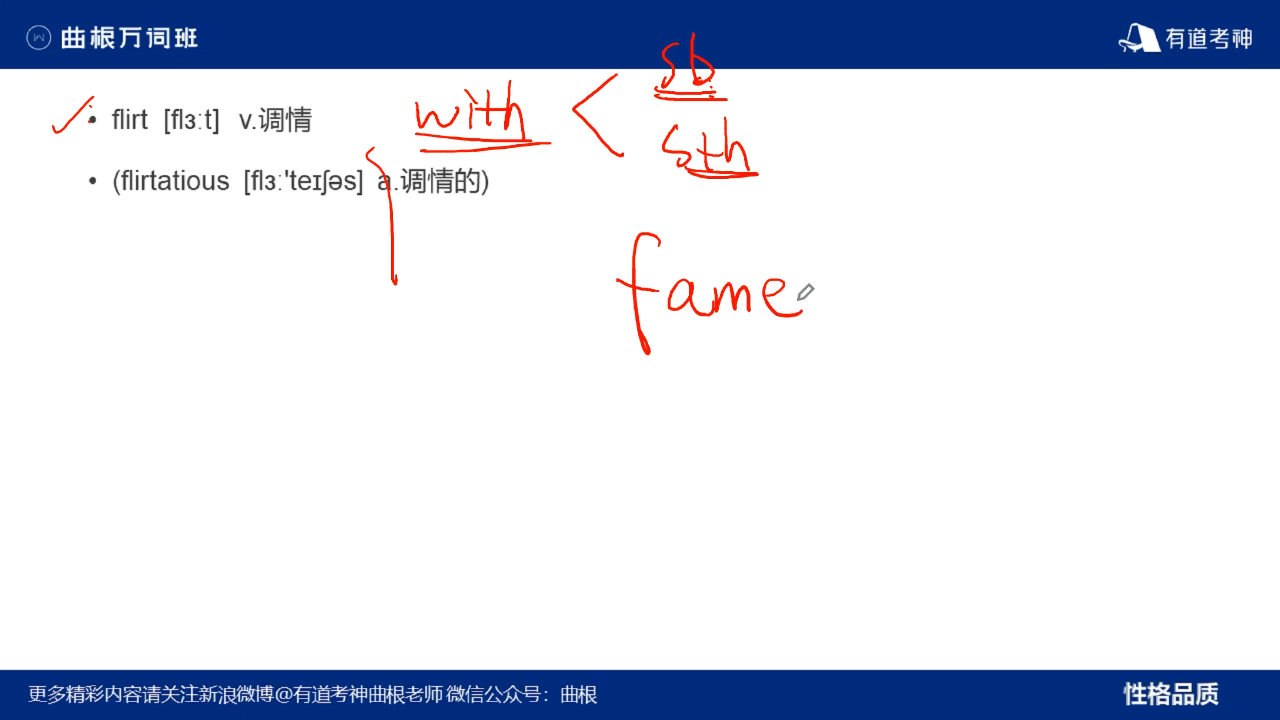 曲根万词班
有道考神
• flirt [flɜːt] v.调情
with < sb
sth
• (flirtatious [flɜː'teɪʃəs] a.调情的)
fame
更多精彩内容请关注新浪微博@有道考神曲根老师 微信公众号：曲根
性格品质